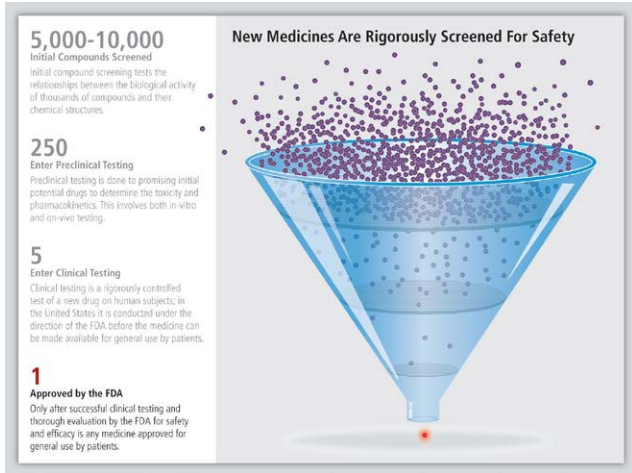 5,000-10,000
Initial Compounds Screened
Initial compound screening tests the
relationships between the biological activity
of thousands of compounds and their
chemical structures.
250
Enter Preclinical Testing
Preclinical testing is done to promising initial
potential drugs to determine the toxicity and
pharmacokinetics. This involves both in-vitro
and on-vivo testing.
5
Enter Clinical Testing
Clinical testing is a rigorously controlled
test of a new drug on human subjects; in
the United States it is conducted under the
direction of the FDA before the medicine can
be made available for general use by patients.
1
Approved by the FDA
Only after successful clinical testing and
thorough evaluation by the FDA for safety
and efficacy is any medicine approved for
general use by patients.
New Medicines Are Rigorously Screened For Safety